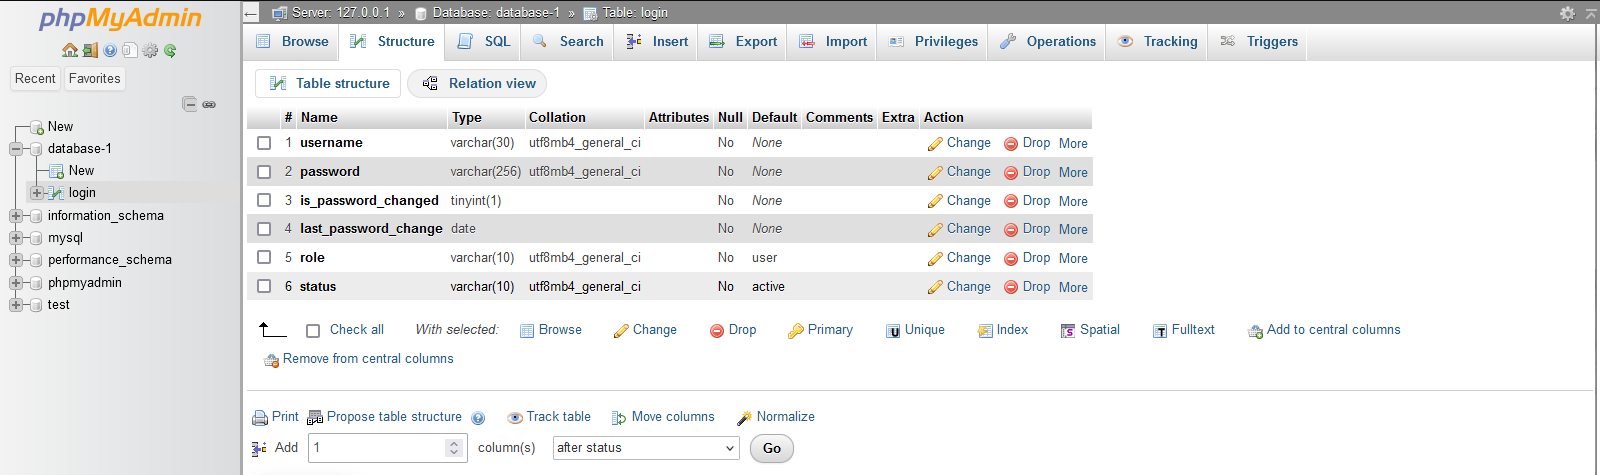 phpMyAdmin
Recent Favorites
New
database-1
New
login
information_schema
mysql
performance_schema
phpmyadmin
test
Server: 127.0.0.1 » Database: database-1 » Table: login
Browse Structure SQL Search Insert Export Import Privileges Operations Tracking Triggers
Table structure Relation view
# Name Type Collation Attributes Null Default Comments Extra Action
1 username varchar(30) utf8mb4_general_ci No None Change Drop More
2 password varchar(256) utf8mb4_general_ci No None Change Drop More
3 is_password_changed tinyint(1) No None Change Drop More
4 last_password_change date No None Change Drop More
5 role varchar(10) utf8mb4_general_ci No user Change Drop More
6 status varchar(10) utf8mb4_general_ci No active Change Drop More
Check all With selected: Browse Change Drop Primary Unique Index Spatial Fulltext Add to central columns
Remove from central columns
Print Propose table structure Track table Move columns Normalize
Add 1 column(s) after status Go